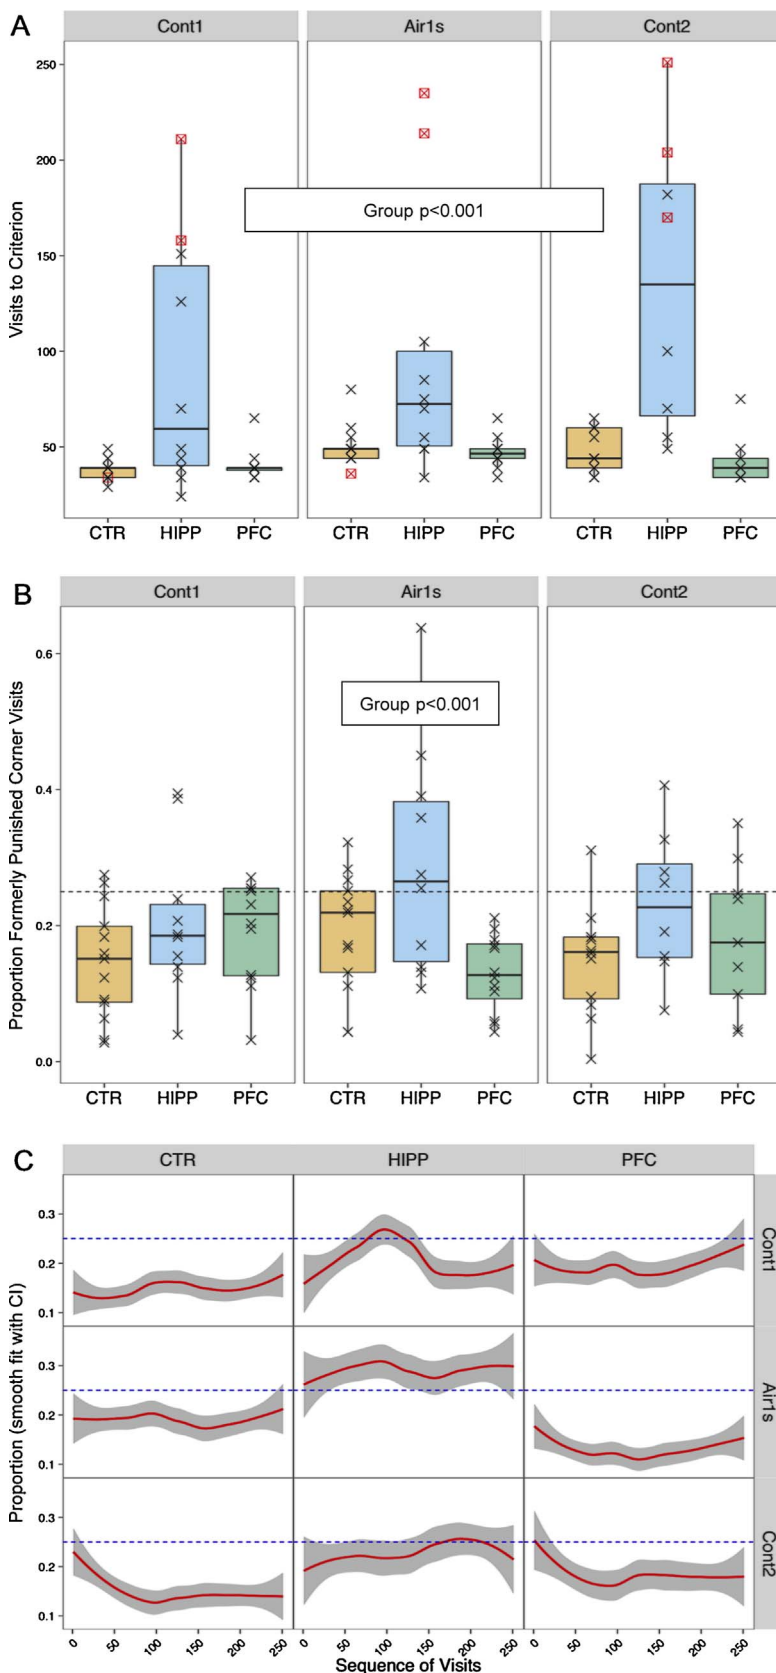 A
Cont1 Air1s Cont2
Visits to Criterion
250
200
150
100
50
Group p<0.001
CTR HIPP PFC CTR HIPP PFC CTR HIPP PFC
B
Cont1 Air1s Cont2
Proportion Formerly Punished Corner Visits
0.6
0.4
0.2
0.0
Group p<0.001
CTR HIPP PFC CTR HIPP PFC CTR HIPP PFC
C
CTR HIPP PFC
Proportion (smooth fit with CI)
0.3
0.2
0.1
Cont1
0.3
0.2
0.1
Air1s
0.3
0.2
0.1
Cont2
0 50 100 150 200 250 0 50 100 150 200 250 0 50 100 150 200 250
Sequence of Visits